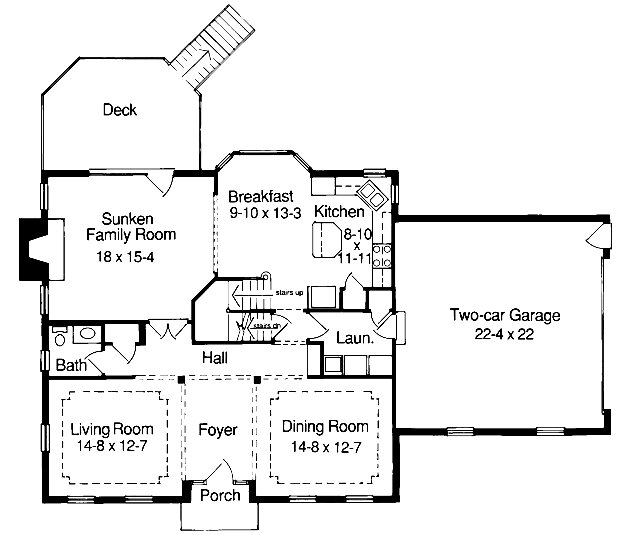 Deck
Sunken
Family Room
18 x 15-4
Breakfast
9-10 x 13-3
Kitchen
8-10
x
11-11
stairs up
stairs dn
Two-car Garage
22-4 x 22
Bath
Hall
Laun.
Living Room
14-8 x 12-7
Foyer
Dining Room
14-8 x 12-7
Porch